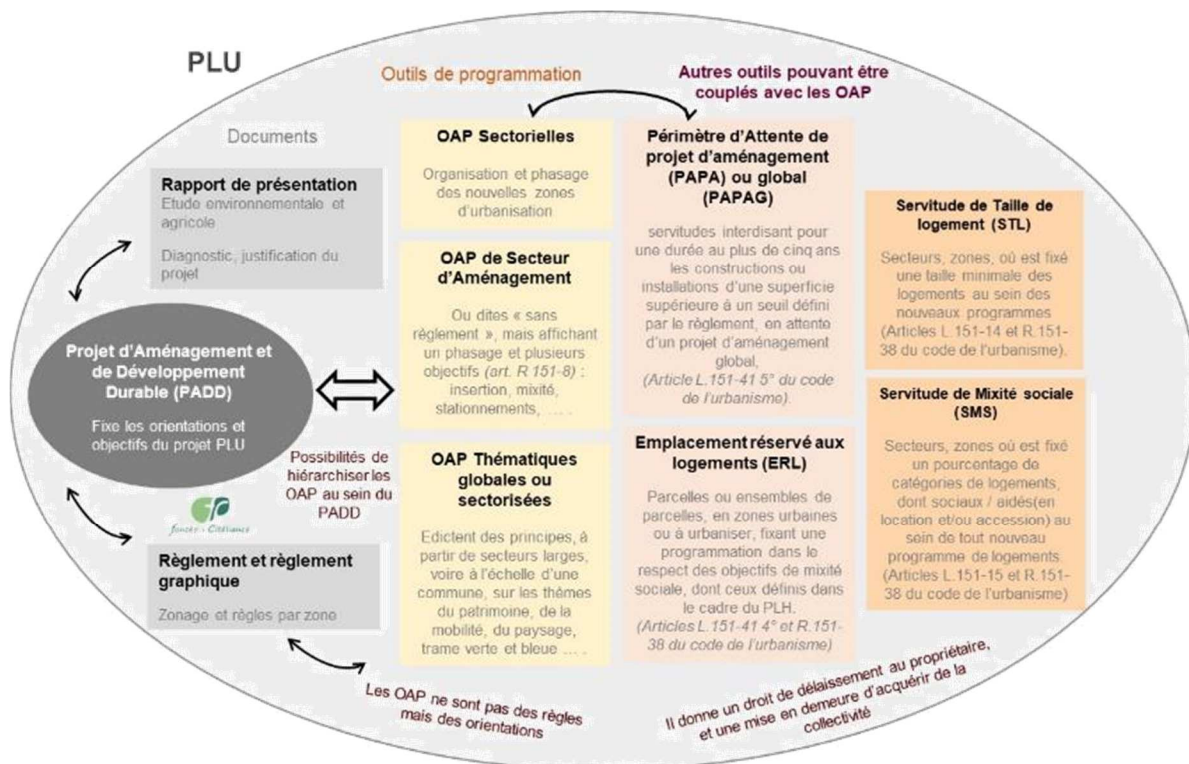 PLU
Outils de programmation
Autres outils pouvant être
couplés avec les OAP
Documents
Rapport de présentation
Etude environnementale et
agricole
Diagnostic, justification du
projet
Projet d'Aménagement et
de Développement
Durable (PADD)
Fixe les orientations et
objectifs du projet PLU
Possibilités de
hiérarchiser les
OAP au sein du
PADD
foncéo - Citéliance
Règlement et règlement
graphique
Zonage et règles par zone
OAP Sectorielles
Organisation et phasage
des nouvelles zones
d'urbanisation
OAP de Secteur
d'Aménagement
Ou dites « sans
règlement », mais affichant
un phasage et plusieurs
objectifs (art. R 151-8) :
insertion, mixité,
stationnements, … .
OAP Thématiques
globales ou
sectorisées
Edictent des principes, à
partir de secteurs larges,
voire à l'échelle d'une
commune, sur les thèmes
du patrimoine, de la
mobilité, du paysage,
trame verte et bleue … .
Les OAP ne sont pas des règles
mais des orientations
Périmètre d'Attente de
projet d'aménagement
(PAPA) ou global
(PAPAG)
servitudes interdisant pour
une durée au plus de cinq ans
les constructions ou
installations d'une superficie
supérieure à un seuil défini
par le règlement, en attente
d'un projet d'aménagement
global,
(Article L.151-41 5° du code
de l'urbanisme).
Emplacement réservé aux
logements (ERL)
Parcelles ou ensembles de
parcelles, en zones urbaines
ou à urbaniser, fixant une
programmation dans le
respect des objectifs de mixité
sociale, dont ceux définis dans
le cadre du PLH.
(Articles L.151-41 4° et R.151-
38 du code de l'urbanisme)
Servitude de Taille de
logement (STL)
Secteurs, zones, où est fixé
une taille minimale des
logements au sein des
nouveaux programmes
(Articles L.151-14 et R.151-
38 du code de l'urbanisme).
Servitude de Mixité sociale
(SMS)
Secteurs, zones où est fixé
un pourcentage de
catégories de logements,
dont sociaux / aidés(en
location et/ou accession) au
sein de tout nouveau
programme de logements
(Articles L.151-15 et R.151-
38 du code de l'urbanisme)
Il donne un droit de délaissement au propriétaire,
et une mise en demeure d'acquérir de la
collectivité